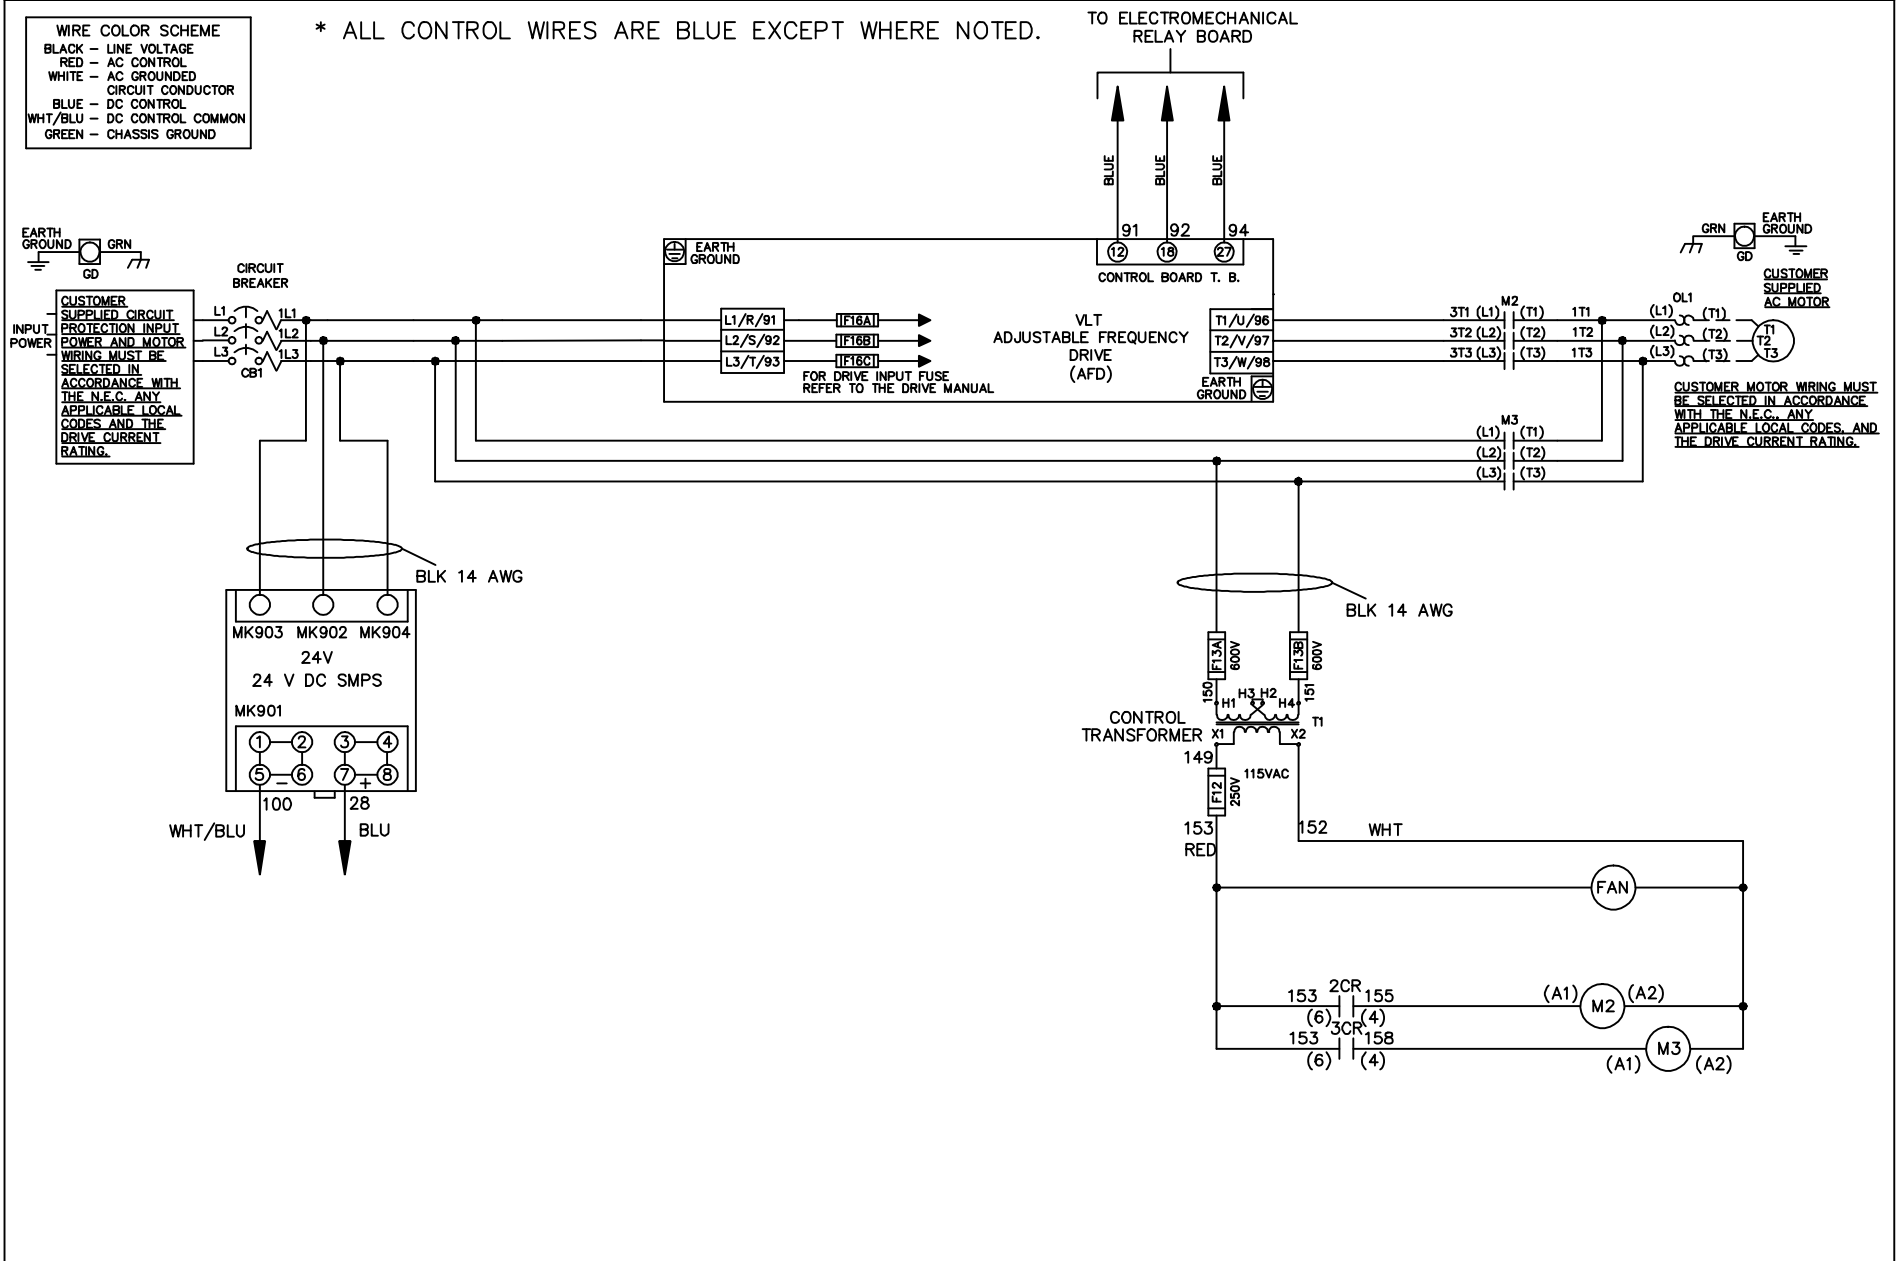 WIRE COLOR SCHEME
BLACK – LINE VOLTAGE
RED – AC CONTROL
WHITE – AC GROUNDED
CIRCUIT CONDUCTOR
BLUE – DC CONTROL
WHT/BLU – DC CONTROL COMMON
GREEN – CHASSIS GROUND
* ALL CONTROL WIRES ARE BLUE EXCEPT WHERE NOTED.
TO ELECTROMECHANICAL
RELAY BOARD
BLUE
BLUE
BLUE
91
92
94
12
18
27
CONTROL BOARD T. B.
EARTH
GROUND
GRN
GD
CIRCUIT
BREAKER
INPUT
POWER
CUSTOMER
SUPPLIED CIRCUIT
PROTECTION INPUT
POWER AND MOTOR
WIRING MUST BE
SELECTED IN
ACCORDANCE WITH
THE N.E.C. ANY
APPLICABLE LOCAL
CODES AND THE
DRIVE CURRENT
RATING.
L1
1L1
L2
1L2
L3
1L3
CB1
EARTH
GROUND
L1/R/91
L2/S/92
L3/T/93
IF16A
IF16B
IF16C
FOR DRIVE INPUT FUSE
REFER TO THE DRIVE MANUAL
VLT
ADJUSTABLE FREQUENCY
DRIVE
(AFD)
T1/U/96
T2/V/97
T3/W/98
EARTH
GROUND
M2
3T1 (L1) (T1) 1T1
3T2 (L2) (T2) 1T2
3T3 (L3) (T3) 1T3
M3
(L1) (T1)
(L2) (T2)
(L3) (T3)
GRN
GD
EARTH
GROUND
CUSTOMER
SUPPLIED
AC MOTOR
OL1
(L1) (T1)
(L2) (T2)
(L3) (T3)
T1
T2
T3
CUSTOMER MOTOR WIRING MUST
BE SELECTED IN ACCORDANCE
WITH THE N.E.C., ANY
APPLICABLE LOCAL CODES, AND
THE DRIVE CURRENT RATING.
BLK 14 AWG
MK903 MK902 MK904
24V
24 V DC SMPS
MK901
1 2 3 4
5 – 6 7 + 8
100
28
WHT/BLU
BLU
BLK 14 AWG
F13A
600V
F13B
600V
150
151
H1 H3 H2 H4
T1
CONTROL
TRANSFORMER
X1
X2
149
115VAC
F12
250V
153
RED
152
WHT
FAN
2CR
153
155
(6) (4)
(A1) M2 (A2)
3CR
153
158
(6) (4)
(A1) M3 (A2)